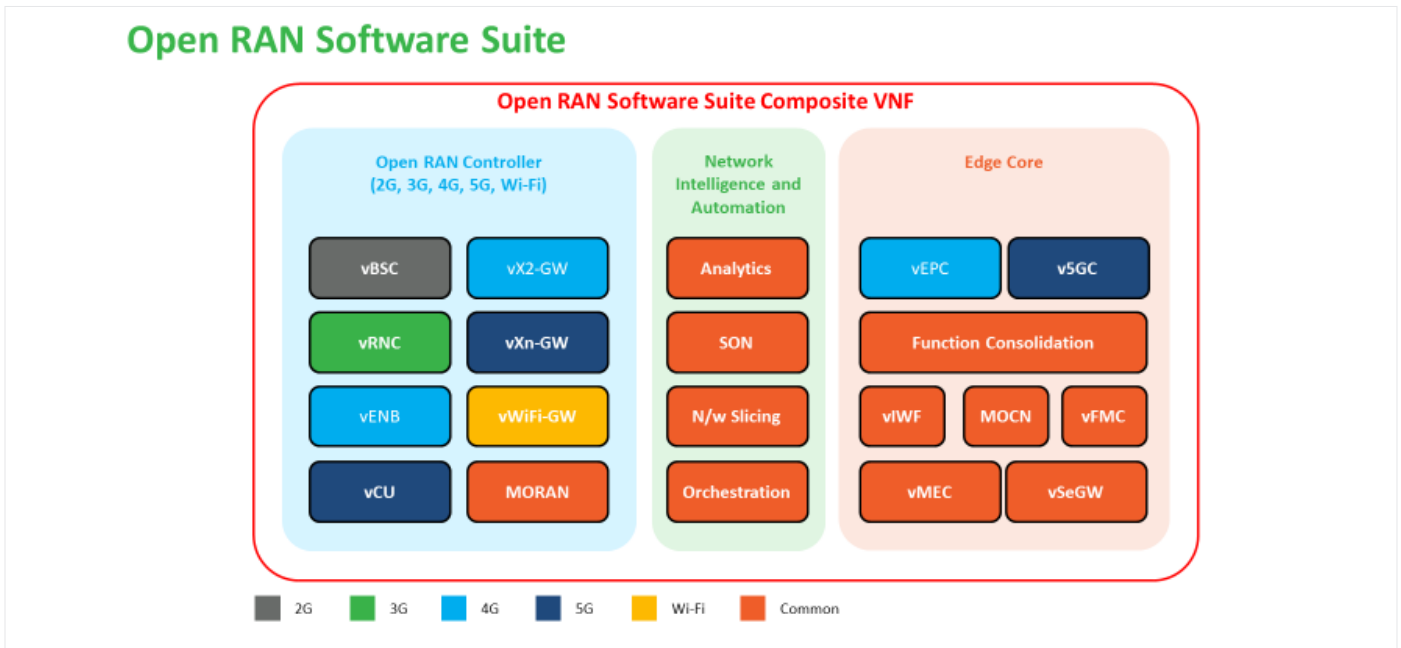 Open RAN Software Suite
Open RAN Software Suite Composite VNF
Open RAN Controller
(2G, 3G, 4G, 5G, Wi-Fi)
vBSC
vX2-GW
vRNC
vXn-GW
vENB
vWiFi-GW
vCU
MORAN
Network
Intelligence and
Automation
Analytics
SON
N/w Slicing
Orchestration
Edge Core
vEPC
v5GC
Function Consolidation
vIWF
MOCN
vFMC
vMEC
vSeGW
2G
3G
4G
5G
Wi-Fi
Common